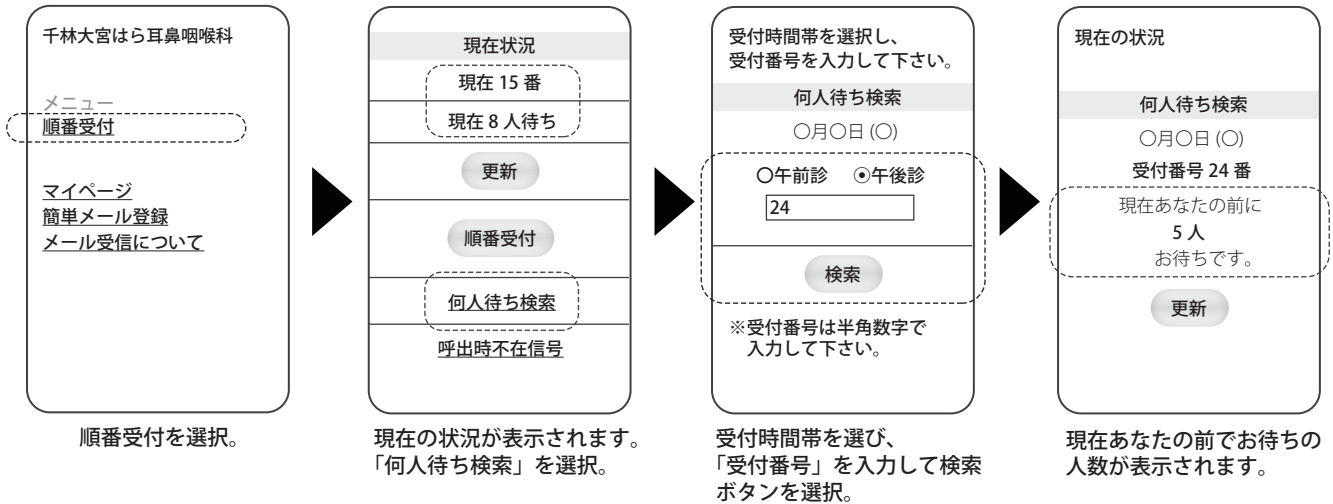 千林大宮はら耳鼻咽喉科
メニュー
順番受付
マイページ
簡単メール登録
メール受信について
順番受付を選択。
現在状況
現在 15 番
現在 8 人待ち
更新
順番受付
何人待ち検索
呼出時不在信号
現在の状況が表示されます。
「何人待ち検索」を選択。
受付時間帯を選択し、
受付番号を入力して下さい。
何人待ち検索
〇月〇日 (〇)
午前診 午後診
24
検索
※受付番号は半角数字で
入力して下さい。
受付時間帯を選び、
「受付番号」を入力して検索
ボタンを選択。
現在の状況
何人待ち検索
〇月〇日 (〇)
受付番号 24 番
現在あなたの前に
5 人
お待ちです。
更新
現在あなたの前でお待ちの
人数が表示されます。